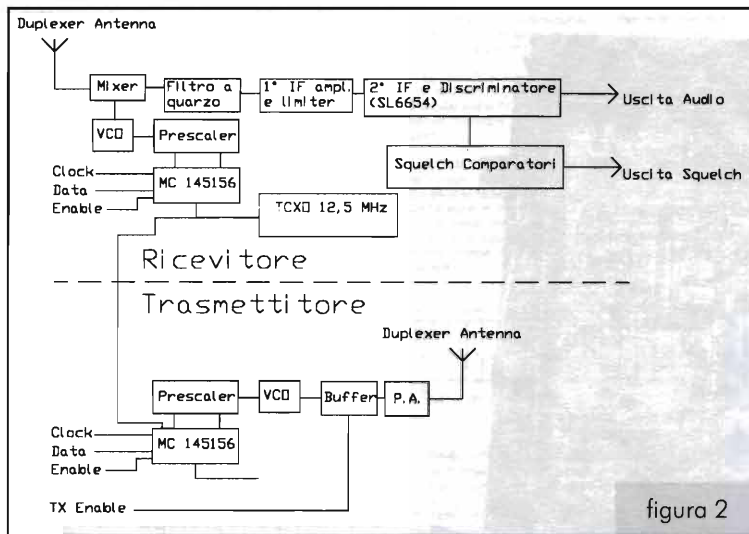 Duplexer Antenna
Mixer
Filtro a
quarzo
1° IF ampl.
e limiter
2° IF e Discriminatore
(SL6654)
Uscita Audio
VCO
Prescaler
Squelch Comparatori
Uscita Squelch
Clock
Data
Enable
MC 145156
TCXO 12,5 MHz
Ricevitore
Trasmettitore
Duplexer Antenna
Prescaler
VCO
Buffer
P.A.
Clock
Data
Enable
MC 145156
TX Enable
figura 2